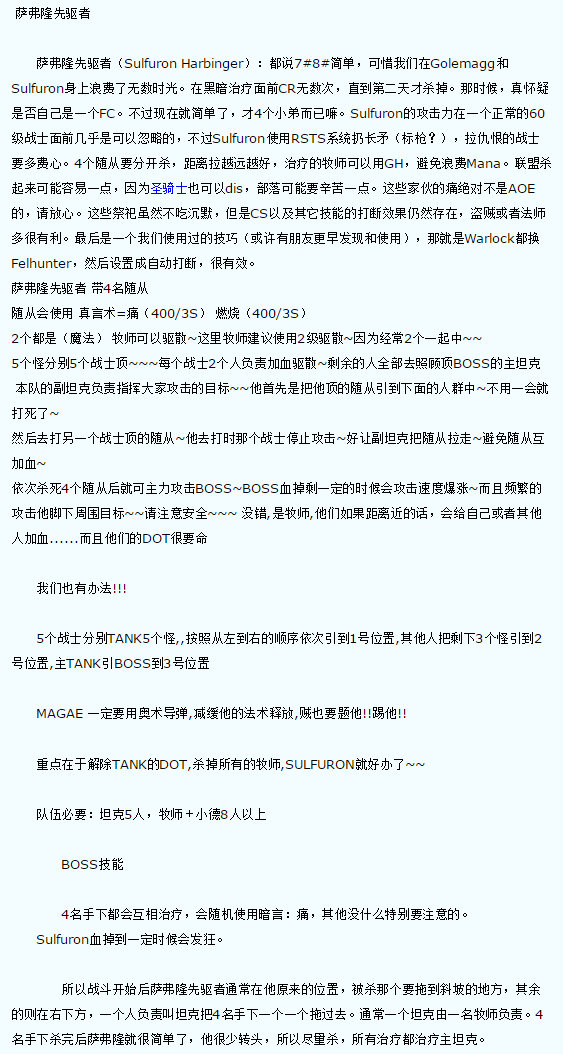 萨弗隆先驱者
萨弗隆先驱者（Sulfuron Harbinger）：都说7#8#简单，可惜我们在Golemagg和
Sulfuron身上浪费了无数时光。在黑暗治疗面前CR无数次，直到第二天才杀掉。那时候，真怀疑
是否自己是一个FC。不过现在就简单了，才4个小弟而已嘛。Sulfuron的攻击力在一个正常的60
级战士面前几乎是可以忽略的，不过Sulfuron使用RSTS系统扔长矛（标枪？），拉仇恨的战士
要多费心。4个随从要分开杀，距离拉越远越好，治疗的牧师可以用GH，避免浪费Mana。联盟杀
起来可能容易一点，因为圣骑士也可以dis，部落可能要辛苦一点。这些家伙的痛绝对不是AOE
的，请放心。这些祭祀虽然不吃沉默，但是CS以及其它技能的打断效果仍然存在，盗贼或者法师
多很有利。最后是一个我们使用过的技巧（或许有朋友更早发现和使用），那就是Warlock都换
Felhunter，然后设置成自动打断，很有效。
萨弗隆先驱者 带4名随从
随从会使用 真言术=痛（400/3S） 燃烧（400/3S）
2个都是（魔法） 牧师可以驱散~这里牧师建议使用2级驱散~因为经常2个一起中~~
5个怪分别5个战士顶~~~每个战士2个人负责加血驱散~剩余的人全部去照顾顶BOSS的主坦克
本队的副坦克负责指挥大家攻击的目标~~他首先是把他顶的随从引到下面的人群中~不用一会就
打死了~
然后去打另一个战士顶的随从~他去打时那个战士停止攻击~好让副坦克把随从拉走~避免随从互
加血~
依次杀死4个随从后就可主力攻击BOSS~BOSS血掉剩一定的时候会攻击速度爆涨~而且频繁的
攻击他脚下周围目标~~请注意安全~~~ 没错,是牧师,他们如果距离近的话，会给自己或者其他
人加血......而且他们的DOT很要命
我们也有办法!!!
5个战士分别TANK5个怪,,按照从左到右的顺序依次引到1号位置,其他人把剩下3个怪引到2
号位置,主TANK引BOSS到3号位置
MAGAE 一定要用奥术导弹,减缓他的法术释放,贼也要题他!!踢他!!
重点在于解除TANK的DOT,杀掉所有的牧师,SULFURON就好办了~~
队伍必要：坦克5人，牧师＋小德8人以上
BOSS技能
4名手下都会互相治疗，会随机使用暗言：痛，其他没什么特别要注意的。
Sulfuron血掉到一定时候会发狂。
所以战斗开始后萨弗隆先驱者通常在他原来的位置，被杀那个要拖到斜坡的地方，其余
的则在右下方，一个人负责叫坦克把4名手下一个一个拖过去。通常一个坦克由一名牧师负责。4
名手下杀完后萨弗隆就很简单了，他很少转头，所以尽量杀，所有治疗都治疗主坦克。